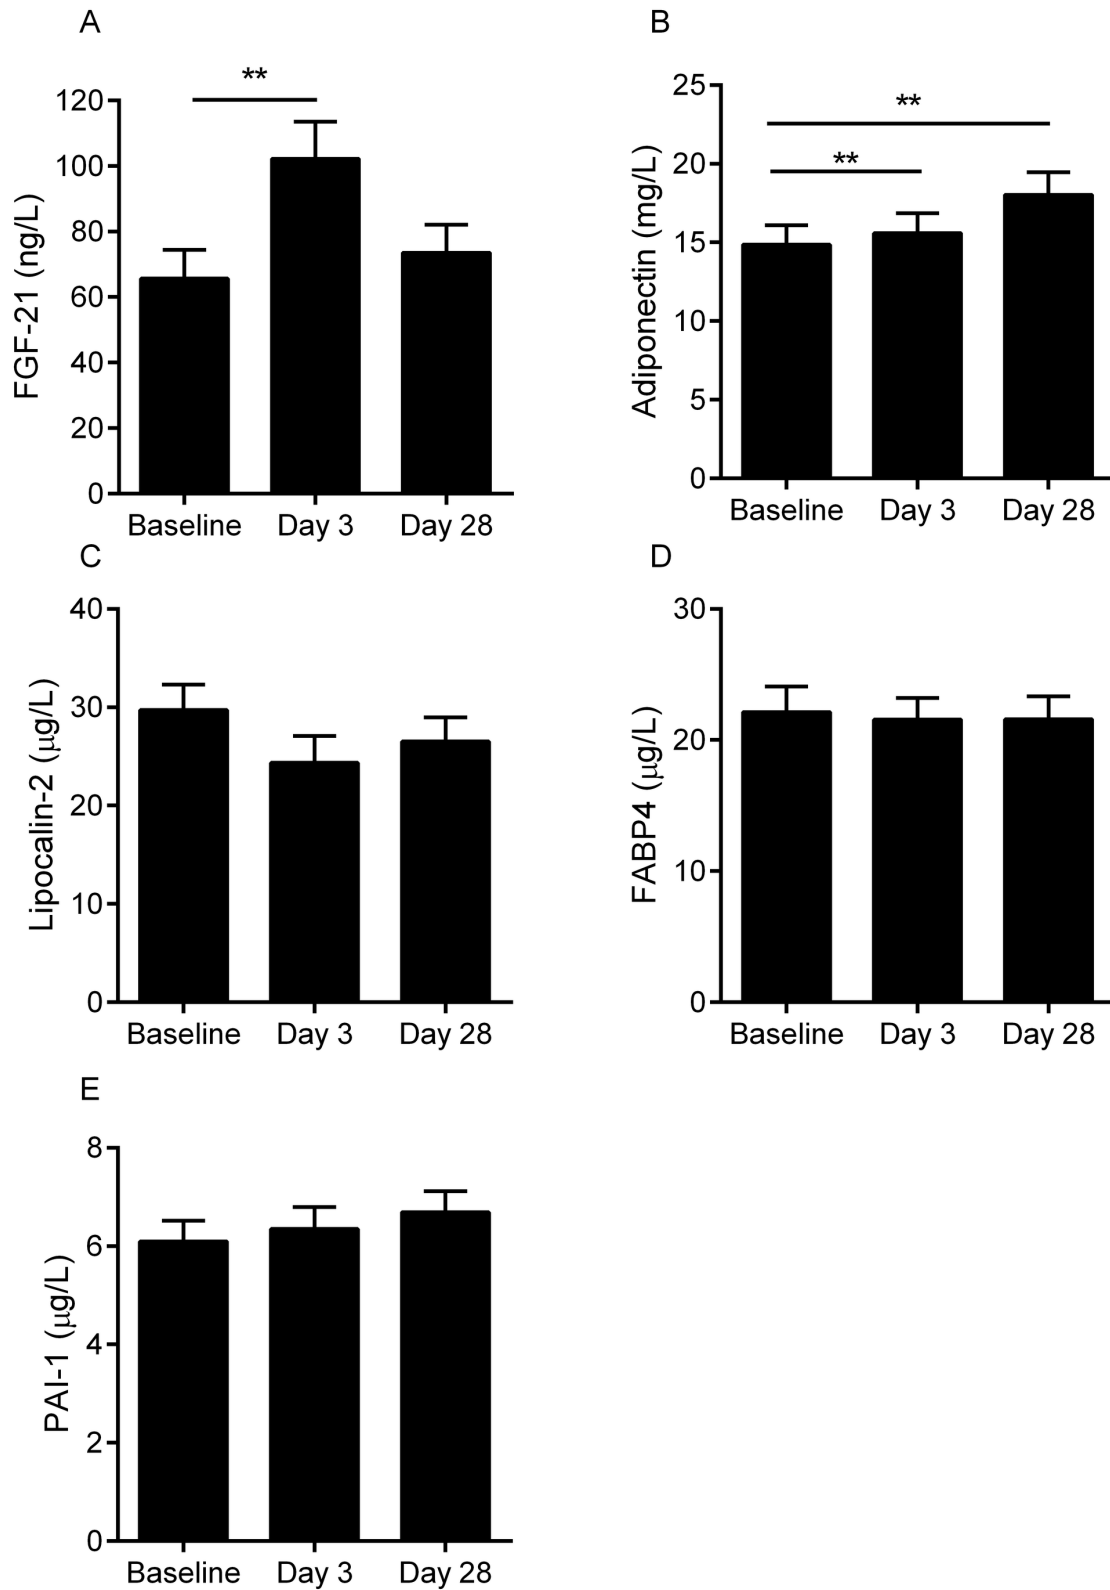 A
**
FGF-21 (ng/L)
120
100
80
60
40
20
0
Baseline Day 3 Day 28
B
**
**
Adiponectin (mg/L)
25
20
15
10
5
0
Baseline Day 3 Day 28
C
Lipocalin-2 (μg/L)
40
30
20
10
0
Baseline Day 3 Day 28
D
FABP4 (μg/L)
30
20
10
0
Baseline Day 3 Day 28
E
PAI-1 (μg/L)
8
6
4
2
0
Baseline Day 3 Day 28